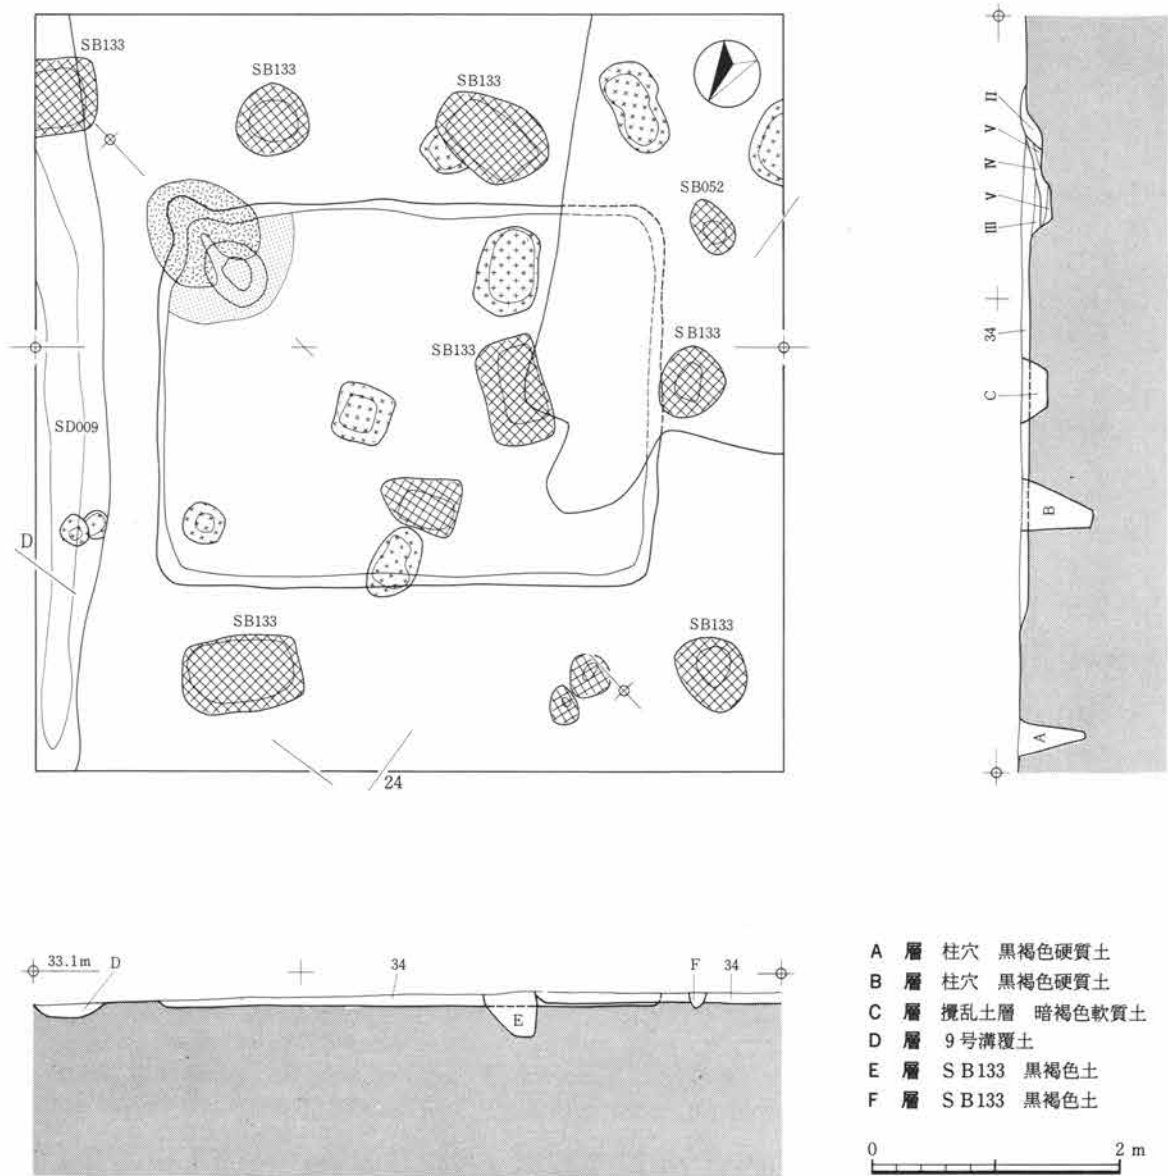 SB133
SB133
SB133
SB052
SB133
SB133
SD009
D
SB133
SB133
24
II
V
IV
V
III
34
C
B
A
33.1m
D
34
F
34
E
A 層 柱穴 黒褐色硬質土
B 層 柱穴 黒褐色硬質土
C 層 攪乱土層 暗褐色軟質土
D 層 9号溝覆土
E 層 SB133 黒褐色土
F 層 SB133 黒褐色土
0 2 m